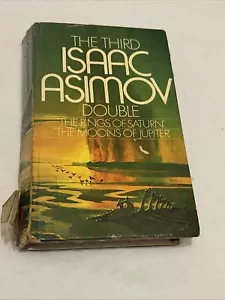 THE THIRD
ISAAC
ASIMOV
DOUBLE
'THE RINGS OF SATURN'
'THE MOONS OF JUPITER'